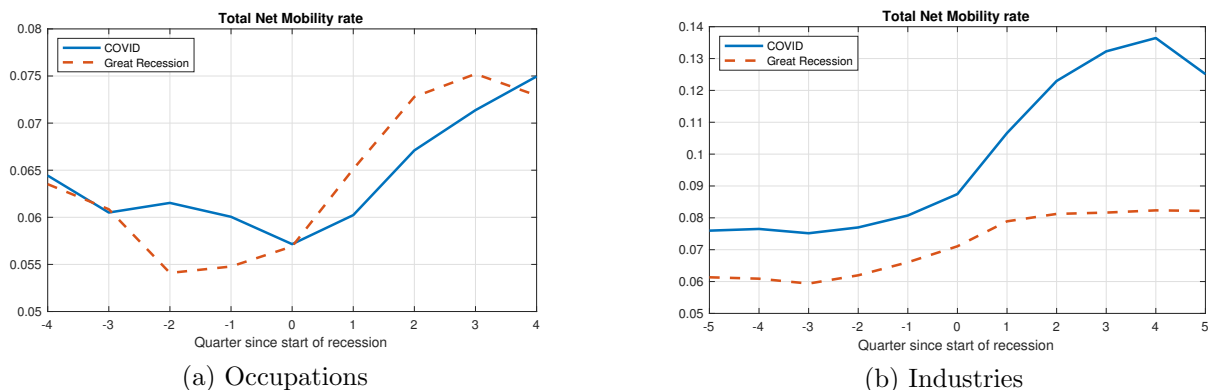 Total Net Mobility rate
COVID
Great Recession
0.08
0.075
0.07
0.065
0.06
0.055
0.05
-4 -3 -2 -1 0 1 2 3 4
Quarter since start of recession
(a) Occupations
Total Net Mobility rate
COVID
Great Recession
0.14
0.13
0.12
0.11
0.1
0.09
0.08
0.07
0.06
0.05
-5 -4 -3 -2 -1 0 1 2 3 4 5
Quarter since start of recession
(b) Industries